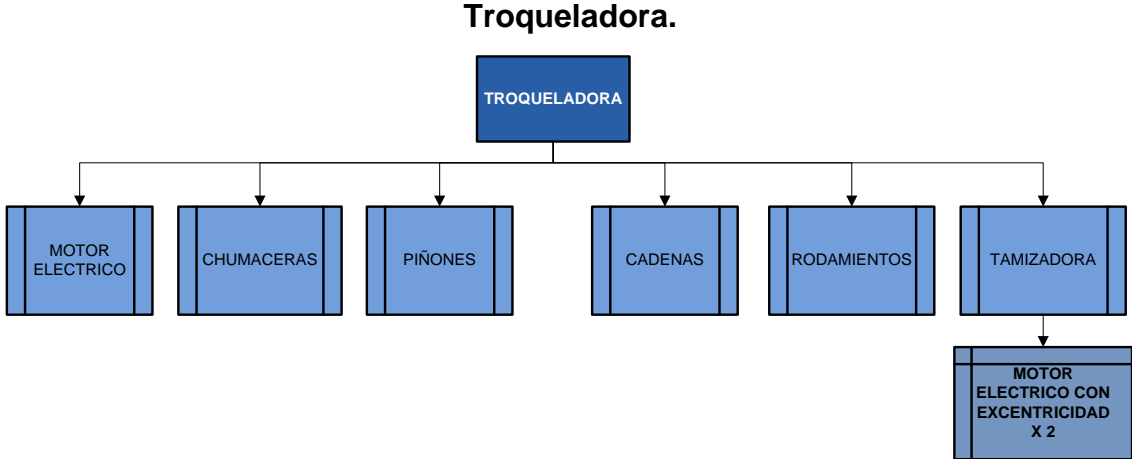 Troqueladora.
TROQUELADORA
MOTOR
ELECTRICO
CHUMACERAS
PIÑONES
CADENAS
RODAMIENTOS
TAMIZADORA
MOTOR
ELECTRICO CON
EXCENTRICIDAD
X 2